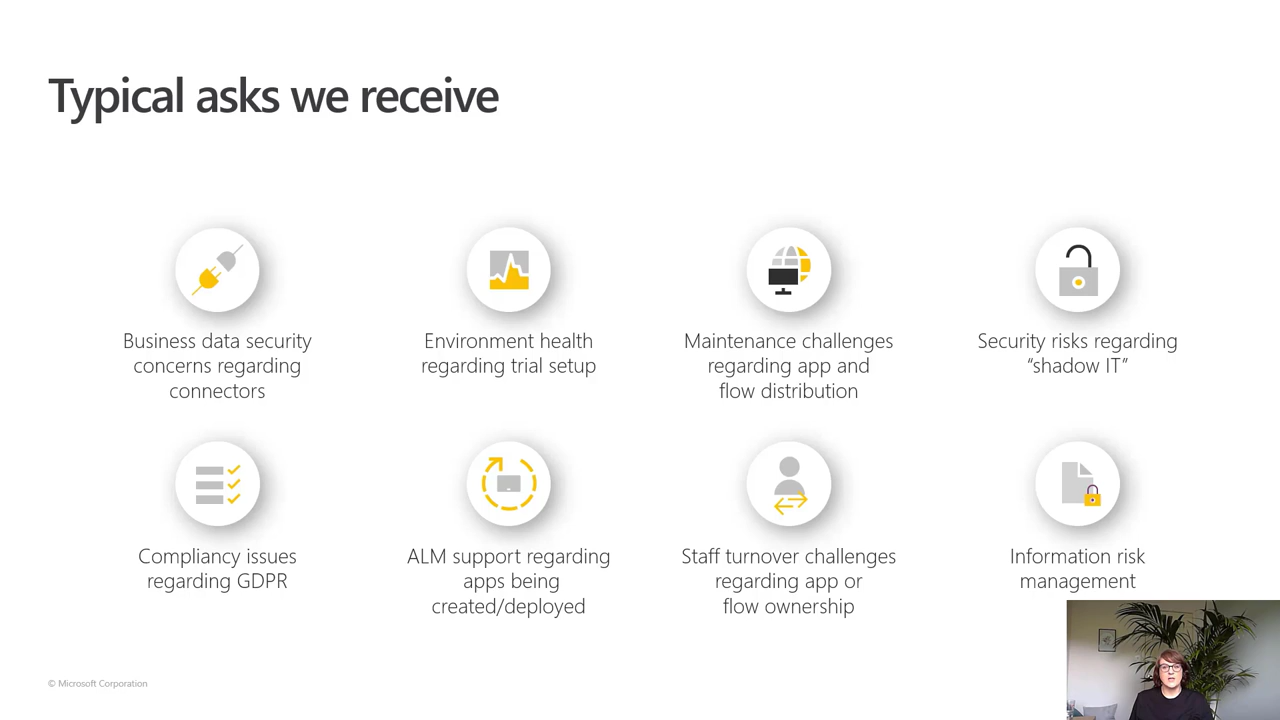 Typical asks we receive
Business data security
concerns regarding
connectors
Environment health
regarding trial setup
Maintenance challenges
regarding app and
flow distribution
Security risks regarding
“shadow IT”
Compliancy issues
regarding GDPR
ALM support regarding
apps being
created/deployed
Staff turnover challenges
regarding app or
flow ownership
Information risk
management
© Microsoft Corporation